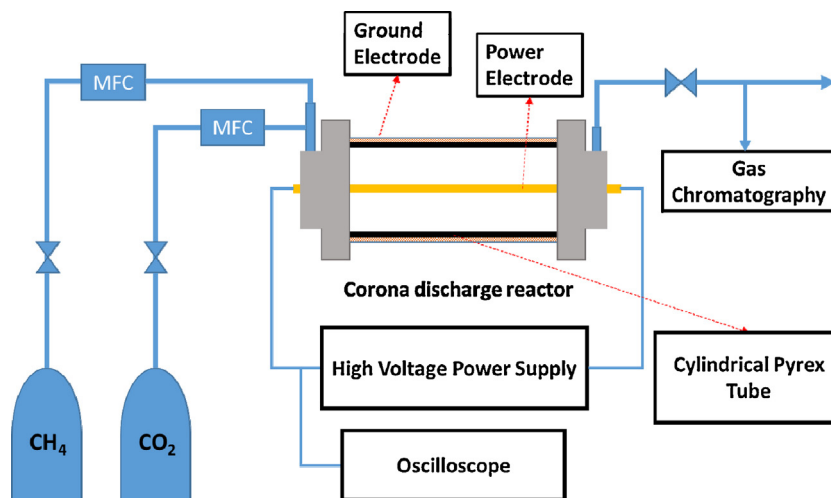 Ground
Electrode
Power
Electrode
MFC
MFC
Gas
Chromatography
Corona discharge reactor
High Voltage Power Supply
Cylindrical Pyrex
Tube
CH₄
CO₂
Oscilloscope